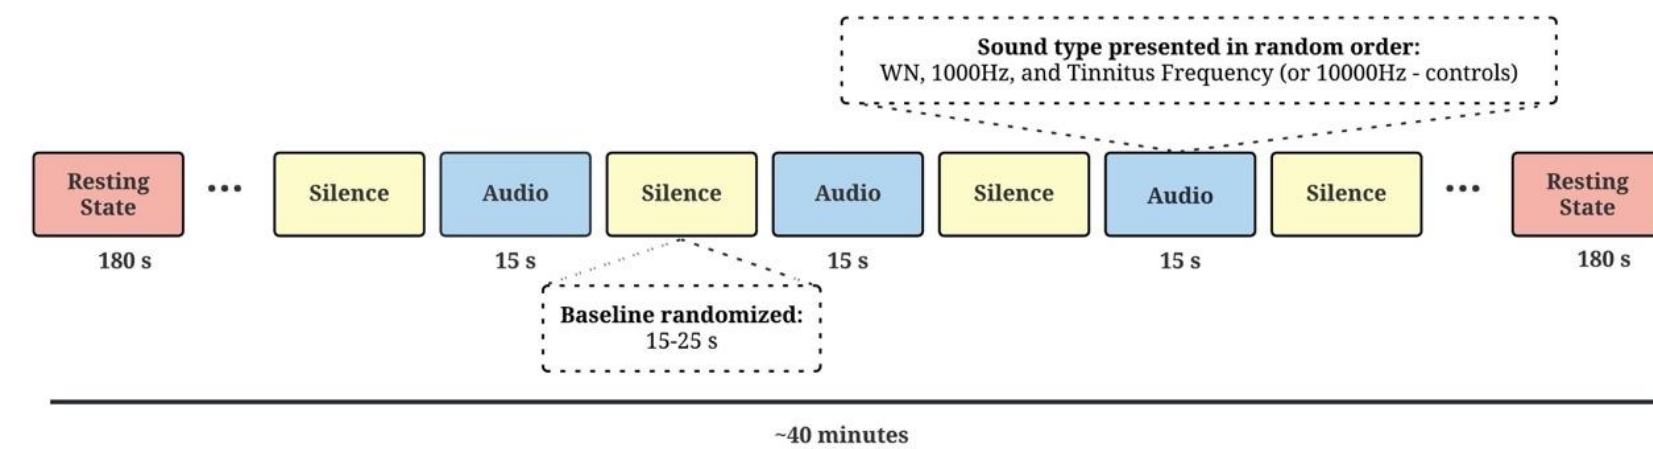 Sound type presented in random order:
WN, 1000Hz, and Tinnitus Frequency (or 10000Hz - controls)
Resting
State
...
Silence
Audio
Silence
Audio
Silence
Audio
Silence
...
Resting
State
180 s
15 s
15 s
15 s
180 s
Baseline randomized:
15-25 s
~40 minutes